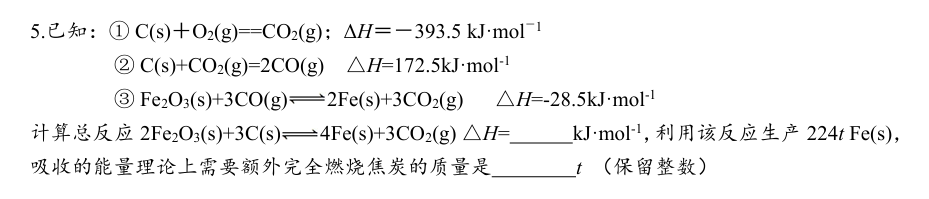 5.已知：① C(s)＋O₂(g)==CO₂(g)；ΔH＝－393.5 kJ·mol⁻¹
② C(s)+CO₂(g)=2CO(g) △H=172.5kJ·mol⁻¹
③ Fe₂O₃(s)+3CO(g)⇌2Fe(s)+3CO₂(g) △H=-28.5kJ·mol⁻¹
计算总反应 2Fe₂O₃(s)+3C(s)⇌4Fe(s)+3CO₂(g) △H=______kJ·mol⁻¹，利用该反应生产 224t Fe(s)，
吸收的能量理论上需要额外完全燃烧焦炭的质量是________t （保留整数）